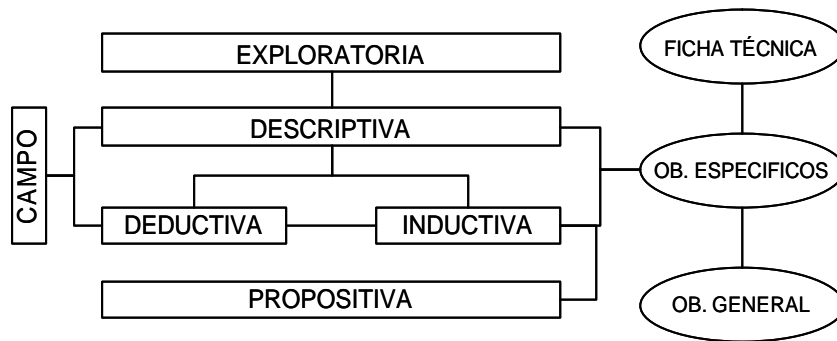 EXPLORATORIA
FICHA TÉCNICA
CAMPO
DESCRIPTIVA
OB. ESPECIFICOS
DEDUCTIVA
INDUCTIVA
PROPOSITIVA
OB. GENERAL